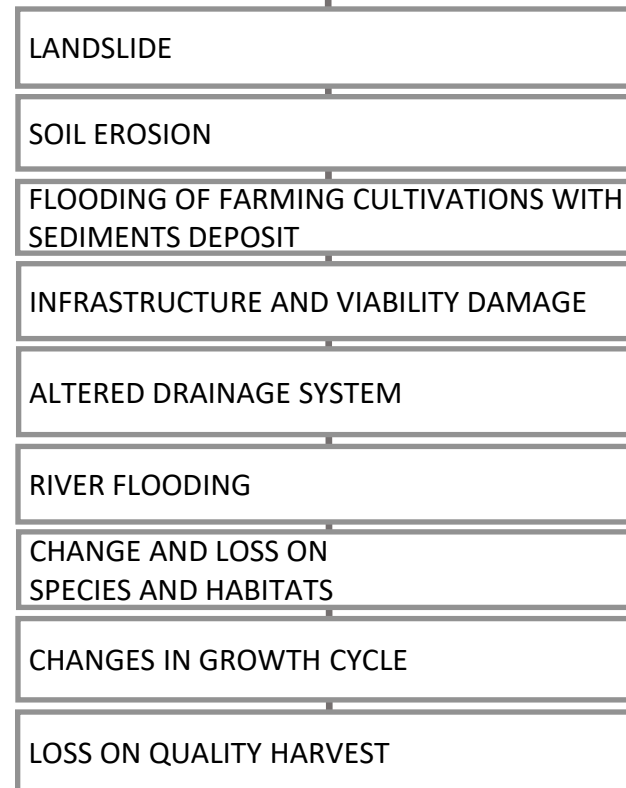 LANDSLIDE
SOIL EROSION
FLOODING OF FARMING CULTIVATIONS WITH
SEDIMENTS DEPOSIT
INFRASTRUCTURE AND VIABILITY DAMAGE
ALTERED DRAINAGE SYSTEM
RIVER FLOODING
CHANGE AND LOSS ON
SPECIES AND HABITATS
CHANGES IN GROWTH CYCLE
LOSS ON QUALITY HARVEST